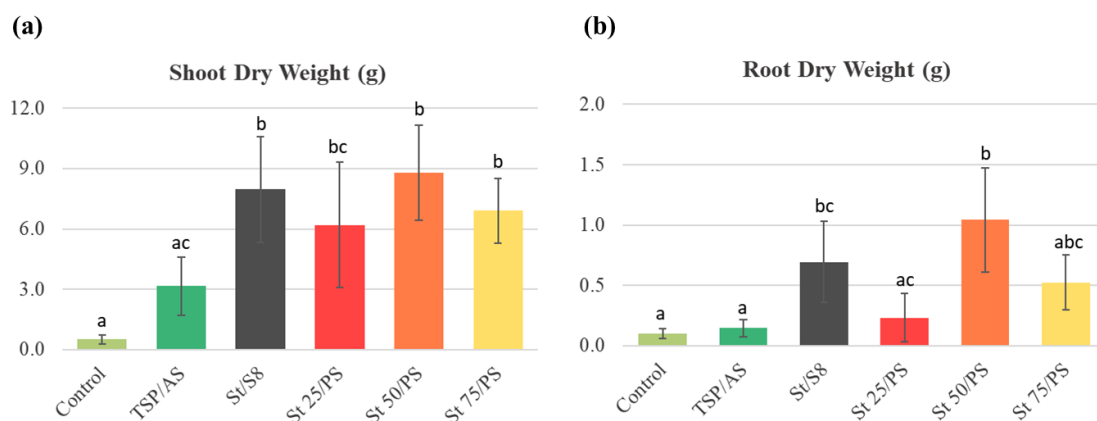 (a)
Shoot Dry Weight (g)
12.0
9.0
6.0
3.0
0.0
a
ac
b
bc
b
b
Control
TSP/AS
St/S8
St 25/PS
St 50/PS
St 75/PS
(b)
Root Dry Weight (g)
2.0
1.5
1.0
0.5
0.0
a
a
bc
ac
b
abc
Control
TSP/AS
St/S8
St 25/PS
St 50/PS
St 75/PS